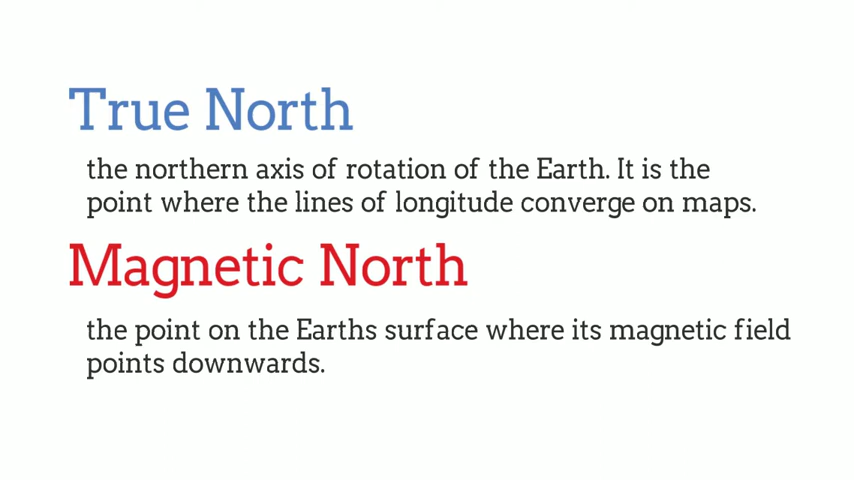 True North
the northern axis of rotation of the Earth. It is the
point where the lines of longitude converge on maps.
Magnetic North
the point on the Earths surface where its magnetic field
points downwards.